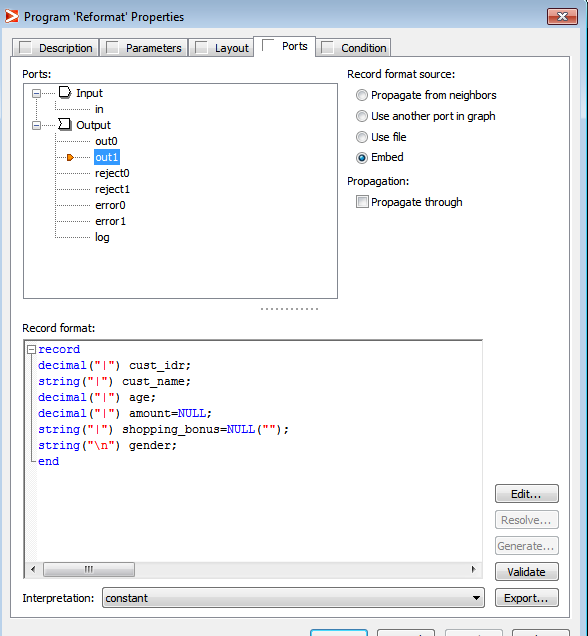 Program 'Reformat' Properties
Description
Parameters
Layout
Ports
Condition
Ports:
Input
in
Output
out0
out1
reject0
reject1
error0
error1
log
Record format source:
Propagate from neighbors
Use another port in graph
Use file
Embed
Propagation:
Propagate through
Record format:
record
decimal("|") cust_idr;
string("|") cust_name;
decimal("|") age;
decimal("|") amount=NULL;
string("|") shopping_bonus=NULL("");
string("\n") gender;
end
Edit...
Resolve...
Generate...
Validate
Interpretation: constant
Export...